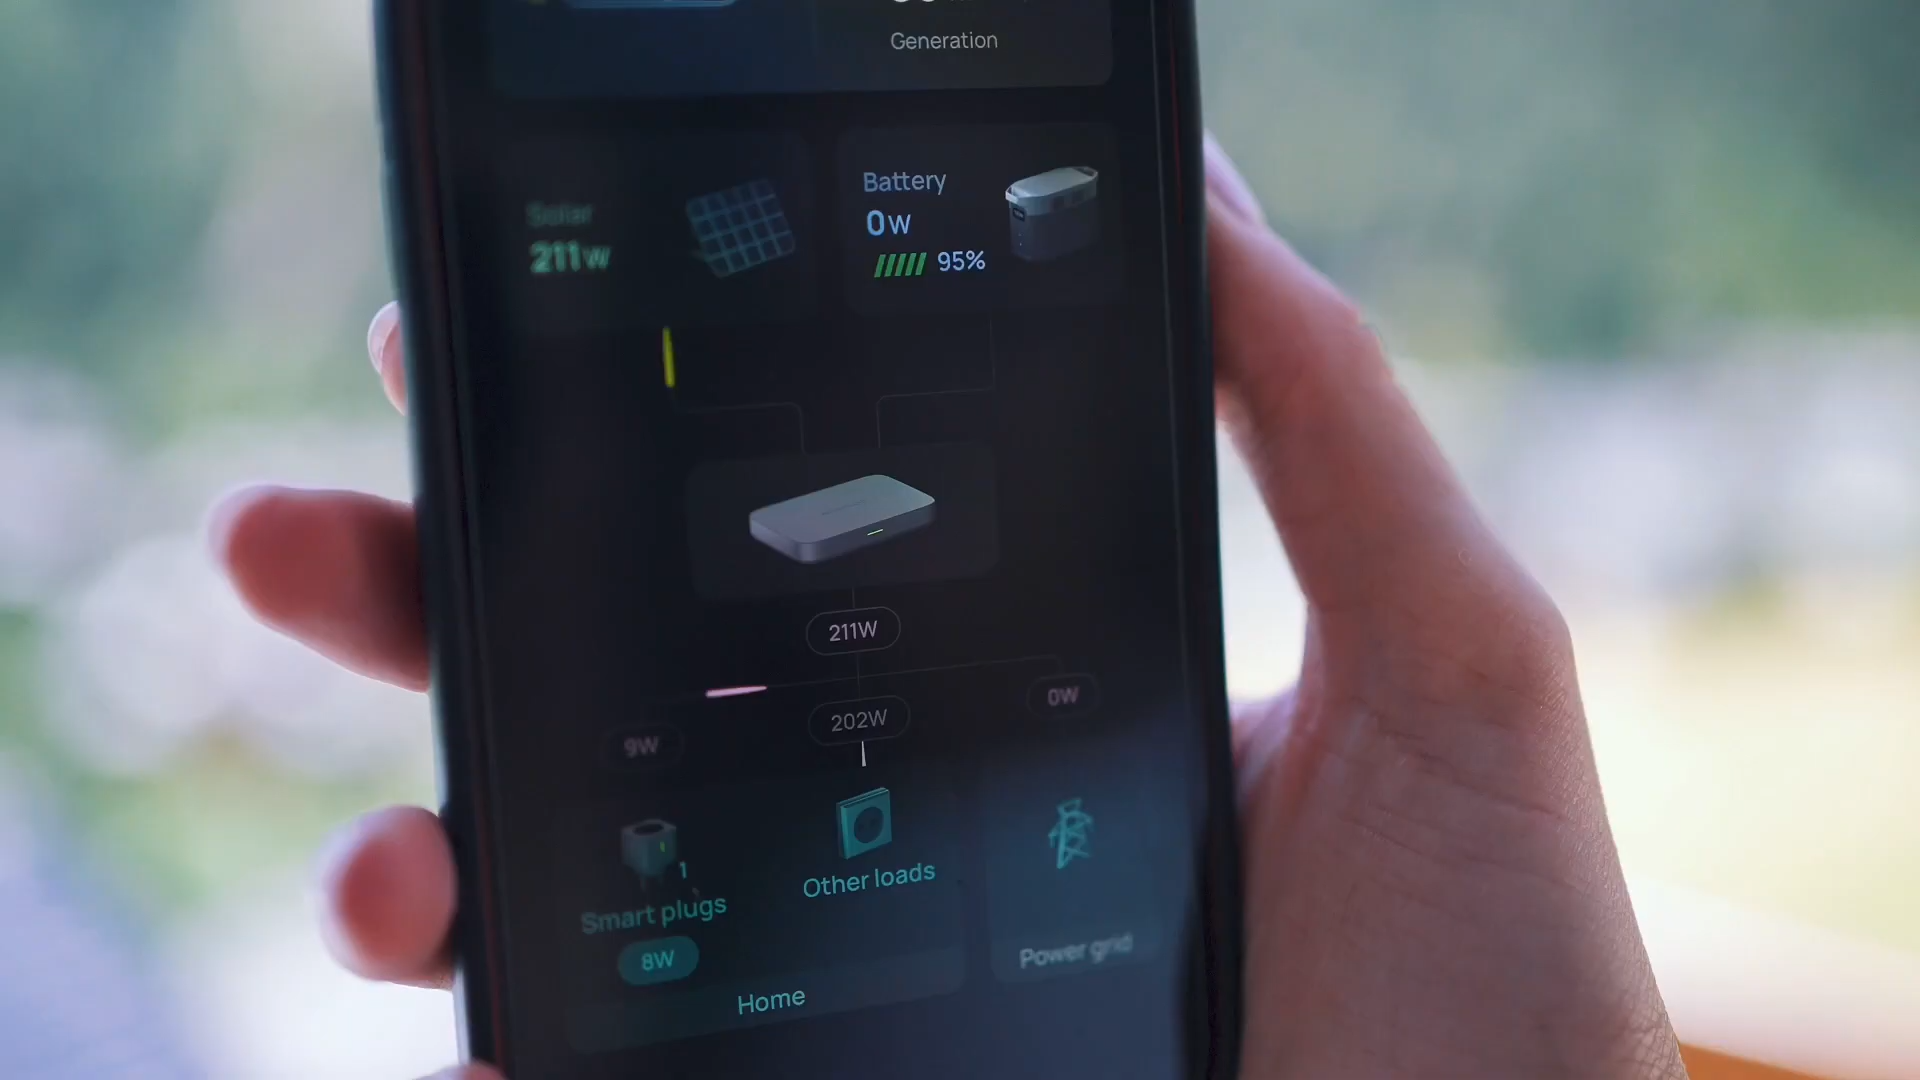 Generation
Solar
211W
Battery
0W
95%
211W
202W
0W
9W
1
Smart plugs
8W
Other loads
Power grid
Home